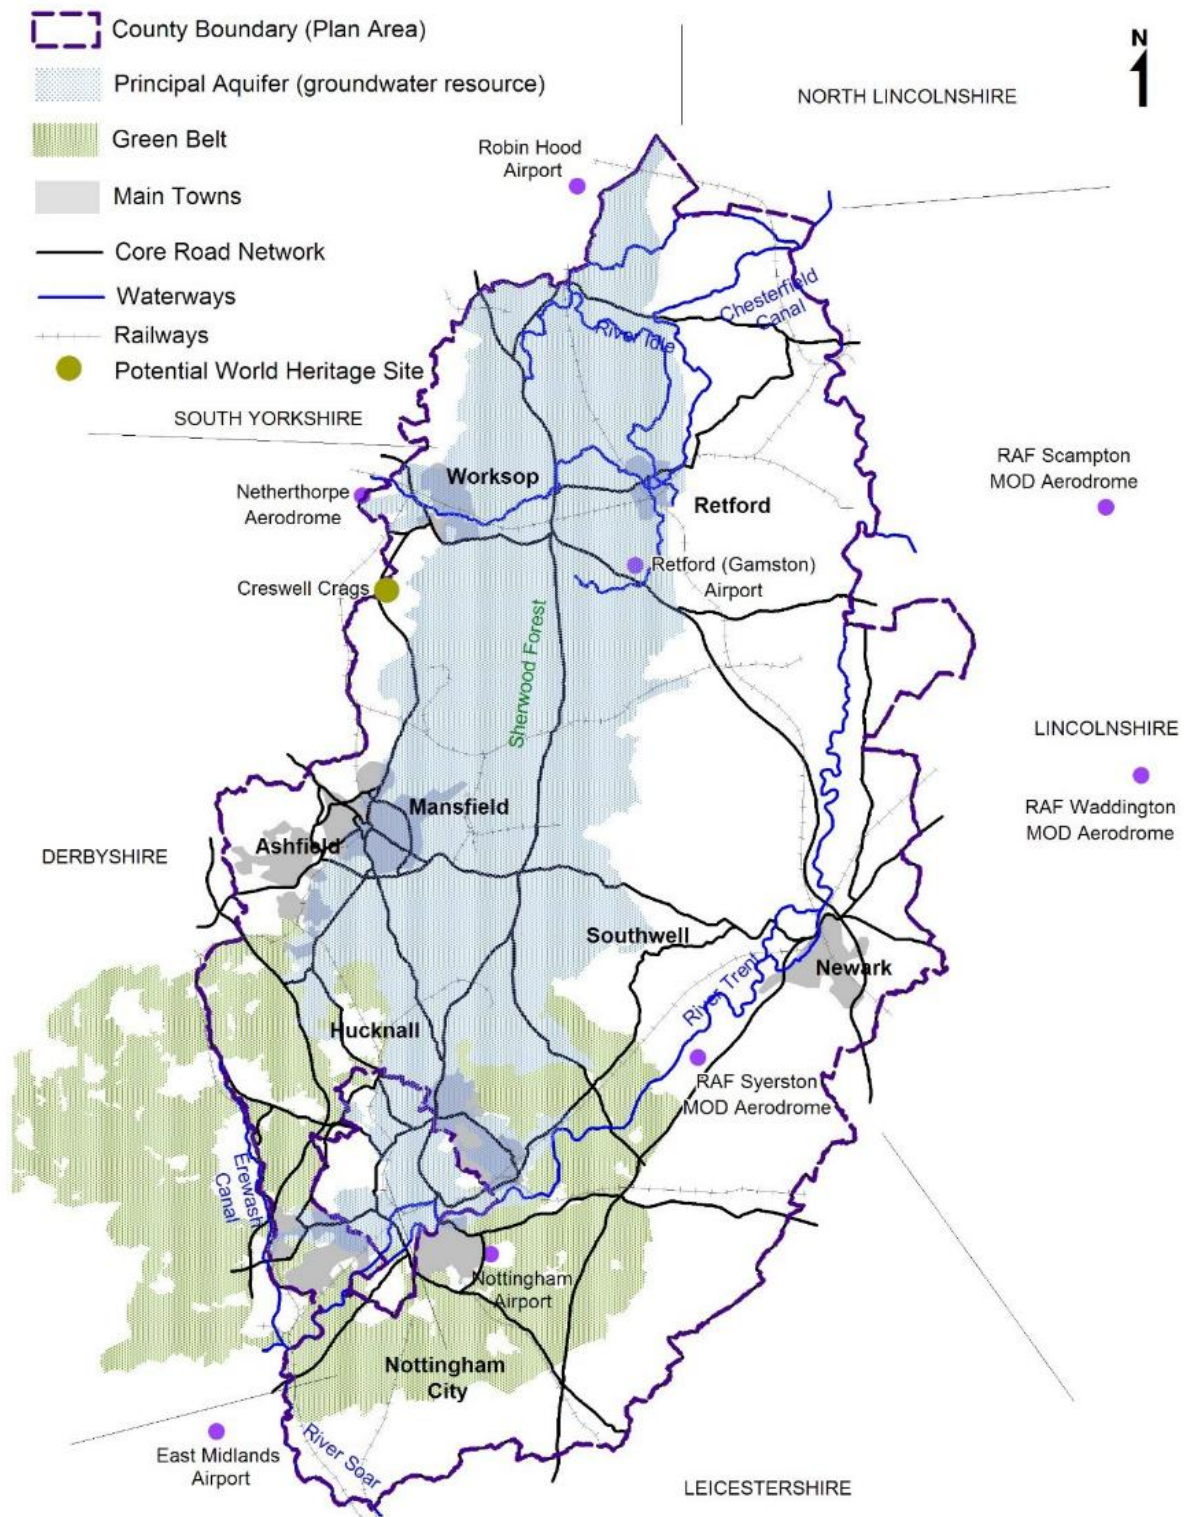 County Boundary (Plan Area)
Principal Aquifer (groundwater resource)
Green Belt
Main Towns
Core Road Network
Waterways
Railways
Potential World Heritage Site
N
NORTH LINCOLNSHIRE
Robin Hood
Airport
Chesterfield
Canal
River Idle
SOUTH YORKSHIRE
Worksop
Netherthorpe
Aerodrome
Retford
RAF Scampton
MOD Aerodrome
Creswell Crags
Retford (Gamston)
Airport
Sherwood Forest
LINCOLNSHIRE
RAF Waddington
MOD Aerodrome
Mansfield
Ashfield
DERBYSHIRE
Southwell
Newark
River Trent
Hucknall
RAF Syerston
MOD Aerodrome
Erewash
Canal
Nottingham
Airport
Nottingham
City
East Midlands
Airport
River Soar
LEICESTERSHIRE